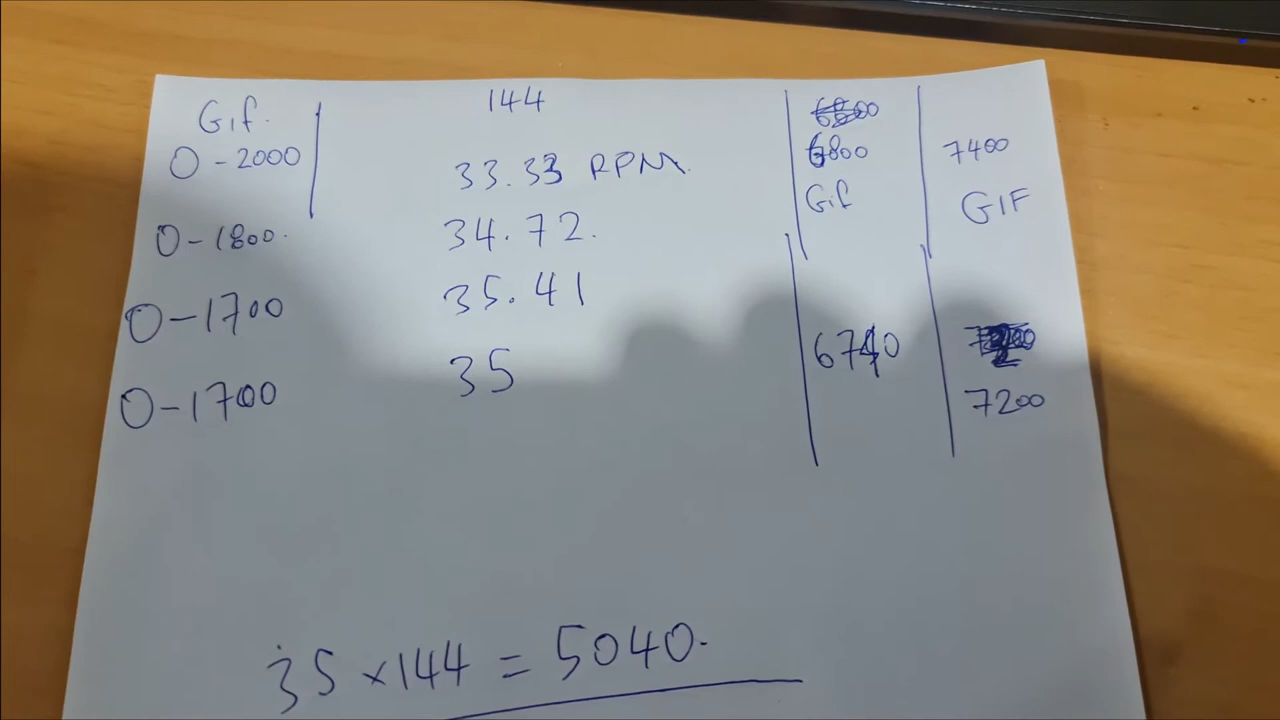 Gif. 144
0-2000 33.33 RPM. 6800 7400
Gif GIF
0-1800. 34.72.
0-1700 35.41
6740
0-1700 35 7200
35 x 144 = 5040.